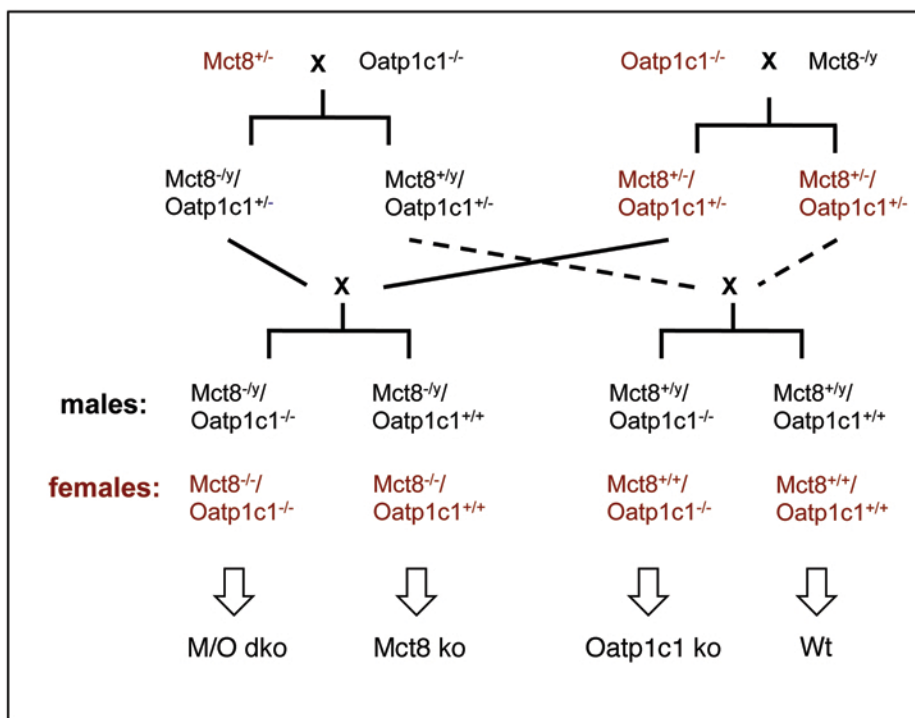 Mct8+/- X Oatp1c1-/- Oatp1c1-/- X Mct8-/y
Mct8-/y/ Mct8+/y/ Mct8+/-/ Mct8+/-/
Oatp1c1+/- Oatp1c1+/- Oatp1c1+/- Oatp1c1+/-
X X
males: Mct8-/y/ Mct8-/y/ Mct8+/y/ Mct8+/y/
Oatp1c1-/- Oatp1c1+/+ Oatp1c1-/- Oatp1c1+/+
females: Mct8-/-/ Mct8-/-/ Mct8+/+/ Mct8+/+/
Oatp1c1-/- Oatp1c1+/+ Oatp1c1-/- Oatp1c1+/+
M/O dko Mct8 ko Oatp1c1 ko Wt